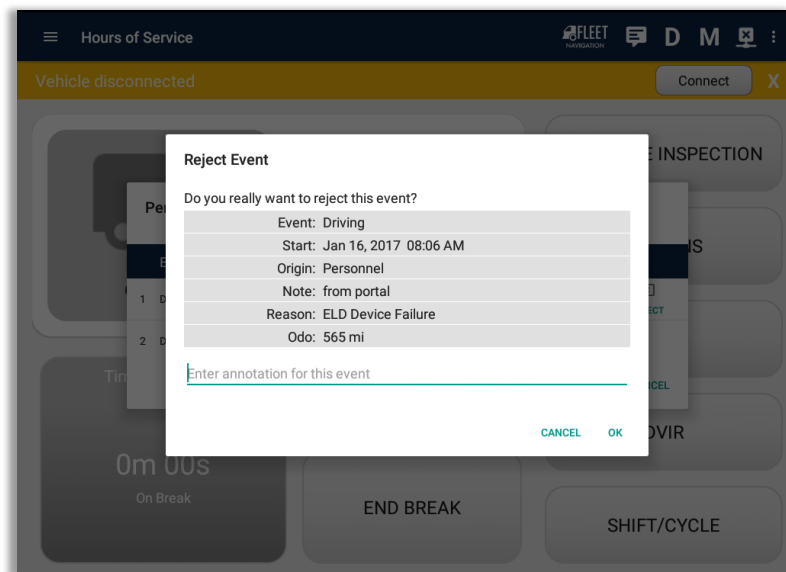 Hours of Service
FLEET
NAVIGATION
D M
Vehicle disconnected
Connect
X
Reject Event
Do you really want to reject this event?
Event: Driving
Start: Jan 16, 2017 08:06 AM
Origin: Personnel
Note: from portal
Reason: ELD Device Failure
Odo: 565 mi
Enter annotation for this event
CANCEL
OK
INSPECTION
1 D
2 D
DVIR
0m 00s
On Break
END BREAK
SHIFT/CYCLE